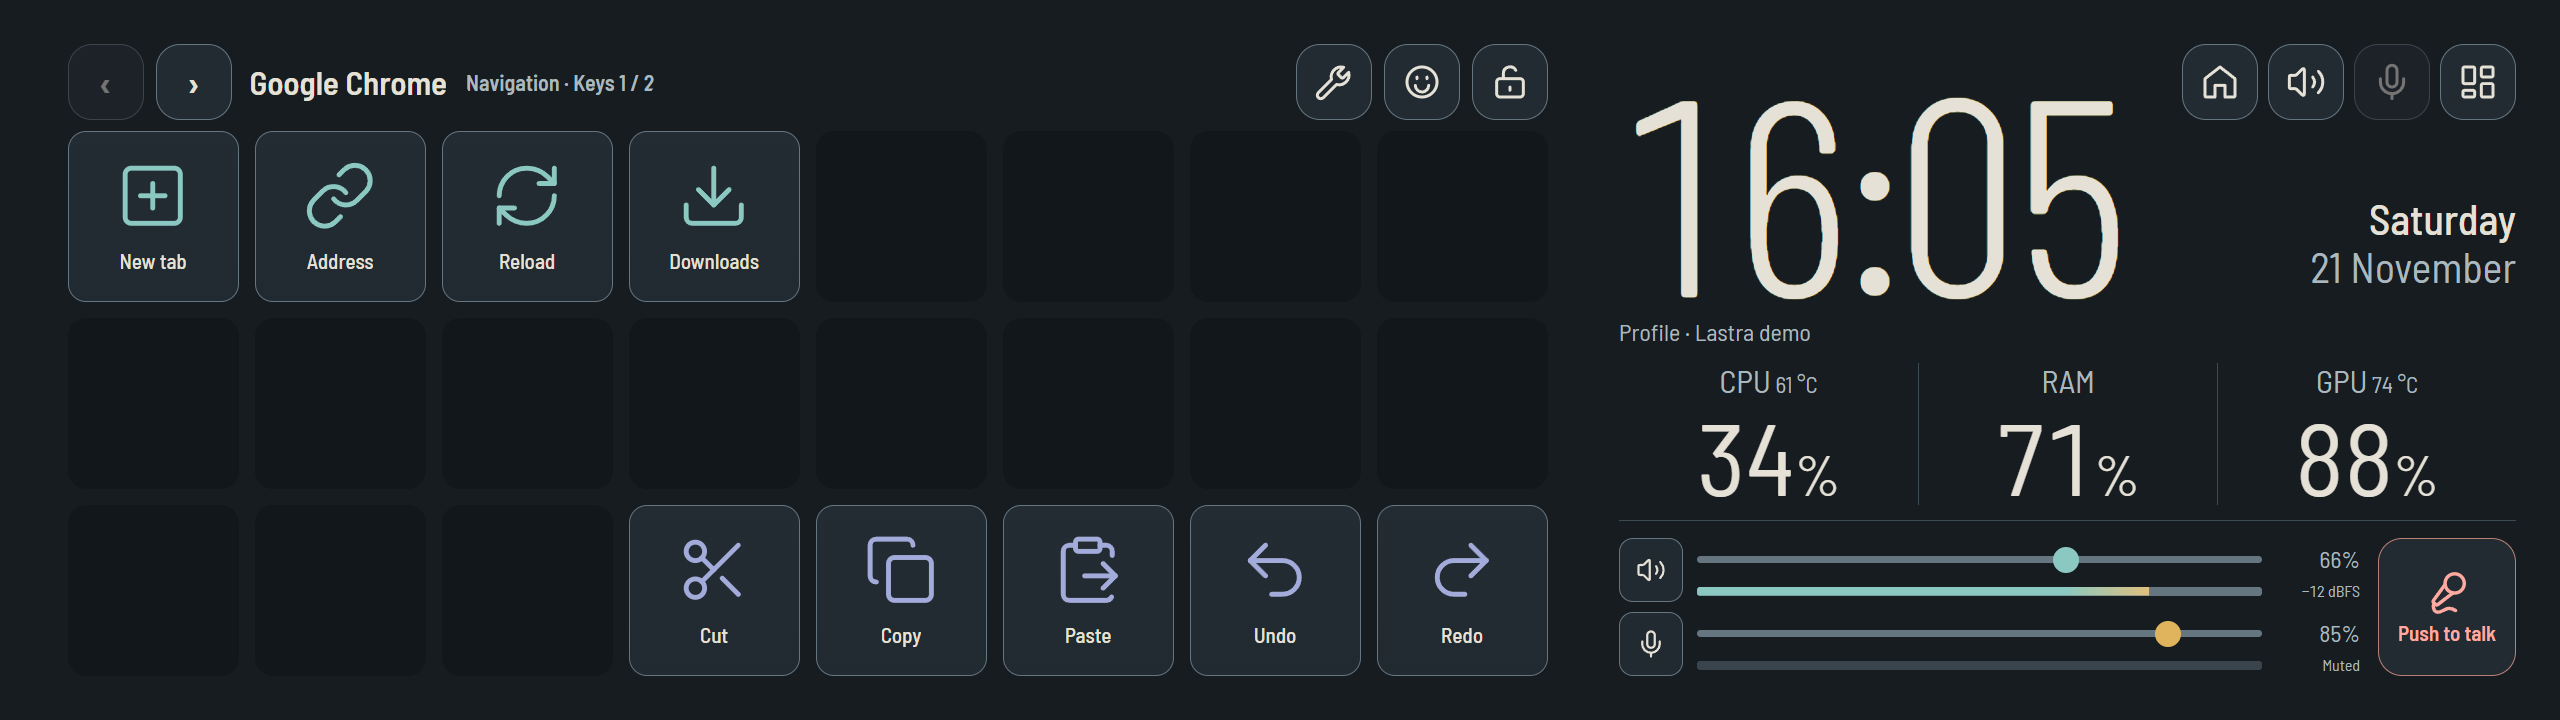 ‹ › Google Chrome Navigation · Keys 1 / 2
New tab Address Reload Downloads
Cut Copy Paste Undo Redo
16:05
Saturday
21 November
Profile · Lastra demo
CPU 61 °C RAM GPU 74 °C
34% 71% 88%
66%
−12 dBFS
85%
Muted
Push to talk